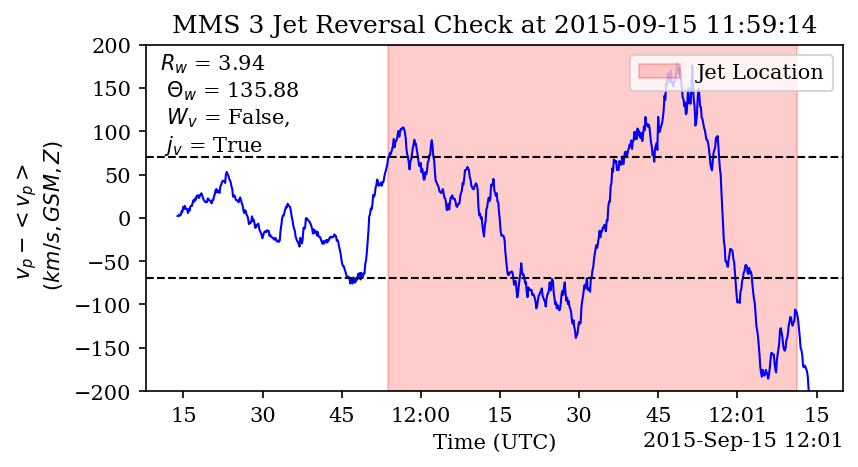 MMS 3 Jet Reversal Check at 2015-09-15 11:59:14
R_w = 3.94
Θ_w = 135.88
W_v = False,
j_v = True
Jet Location
v_p − < v_p >
(km/s, GSM, Z)
200
150
100
50
0
−50
−100
−150
−200
15 30 45 12:00 15 30 45 12:01 15
Time (UTC)
2015-Sep-15 12:01